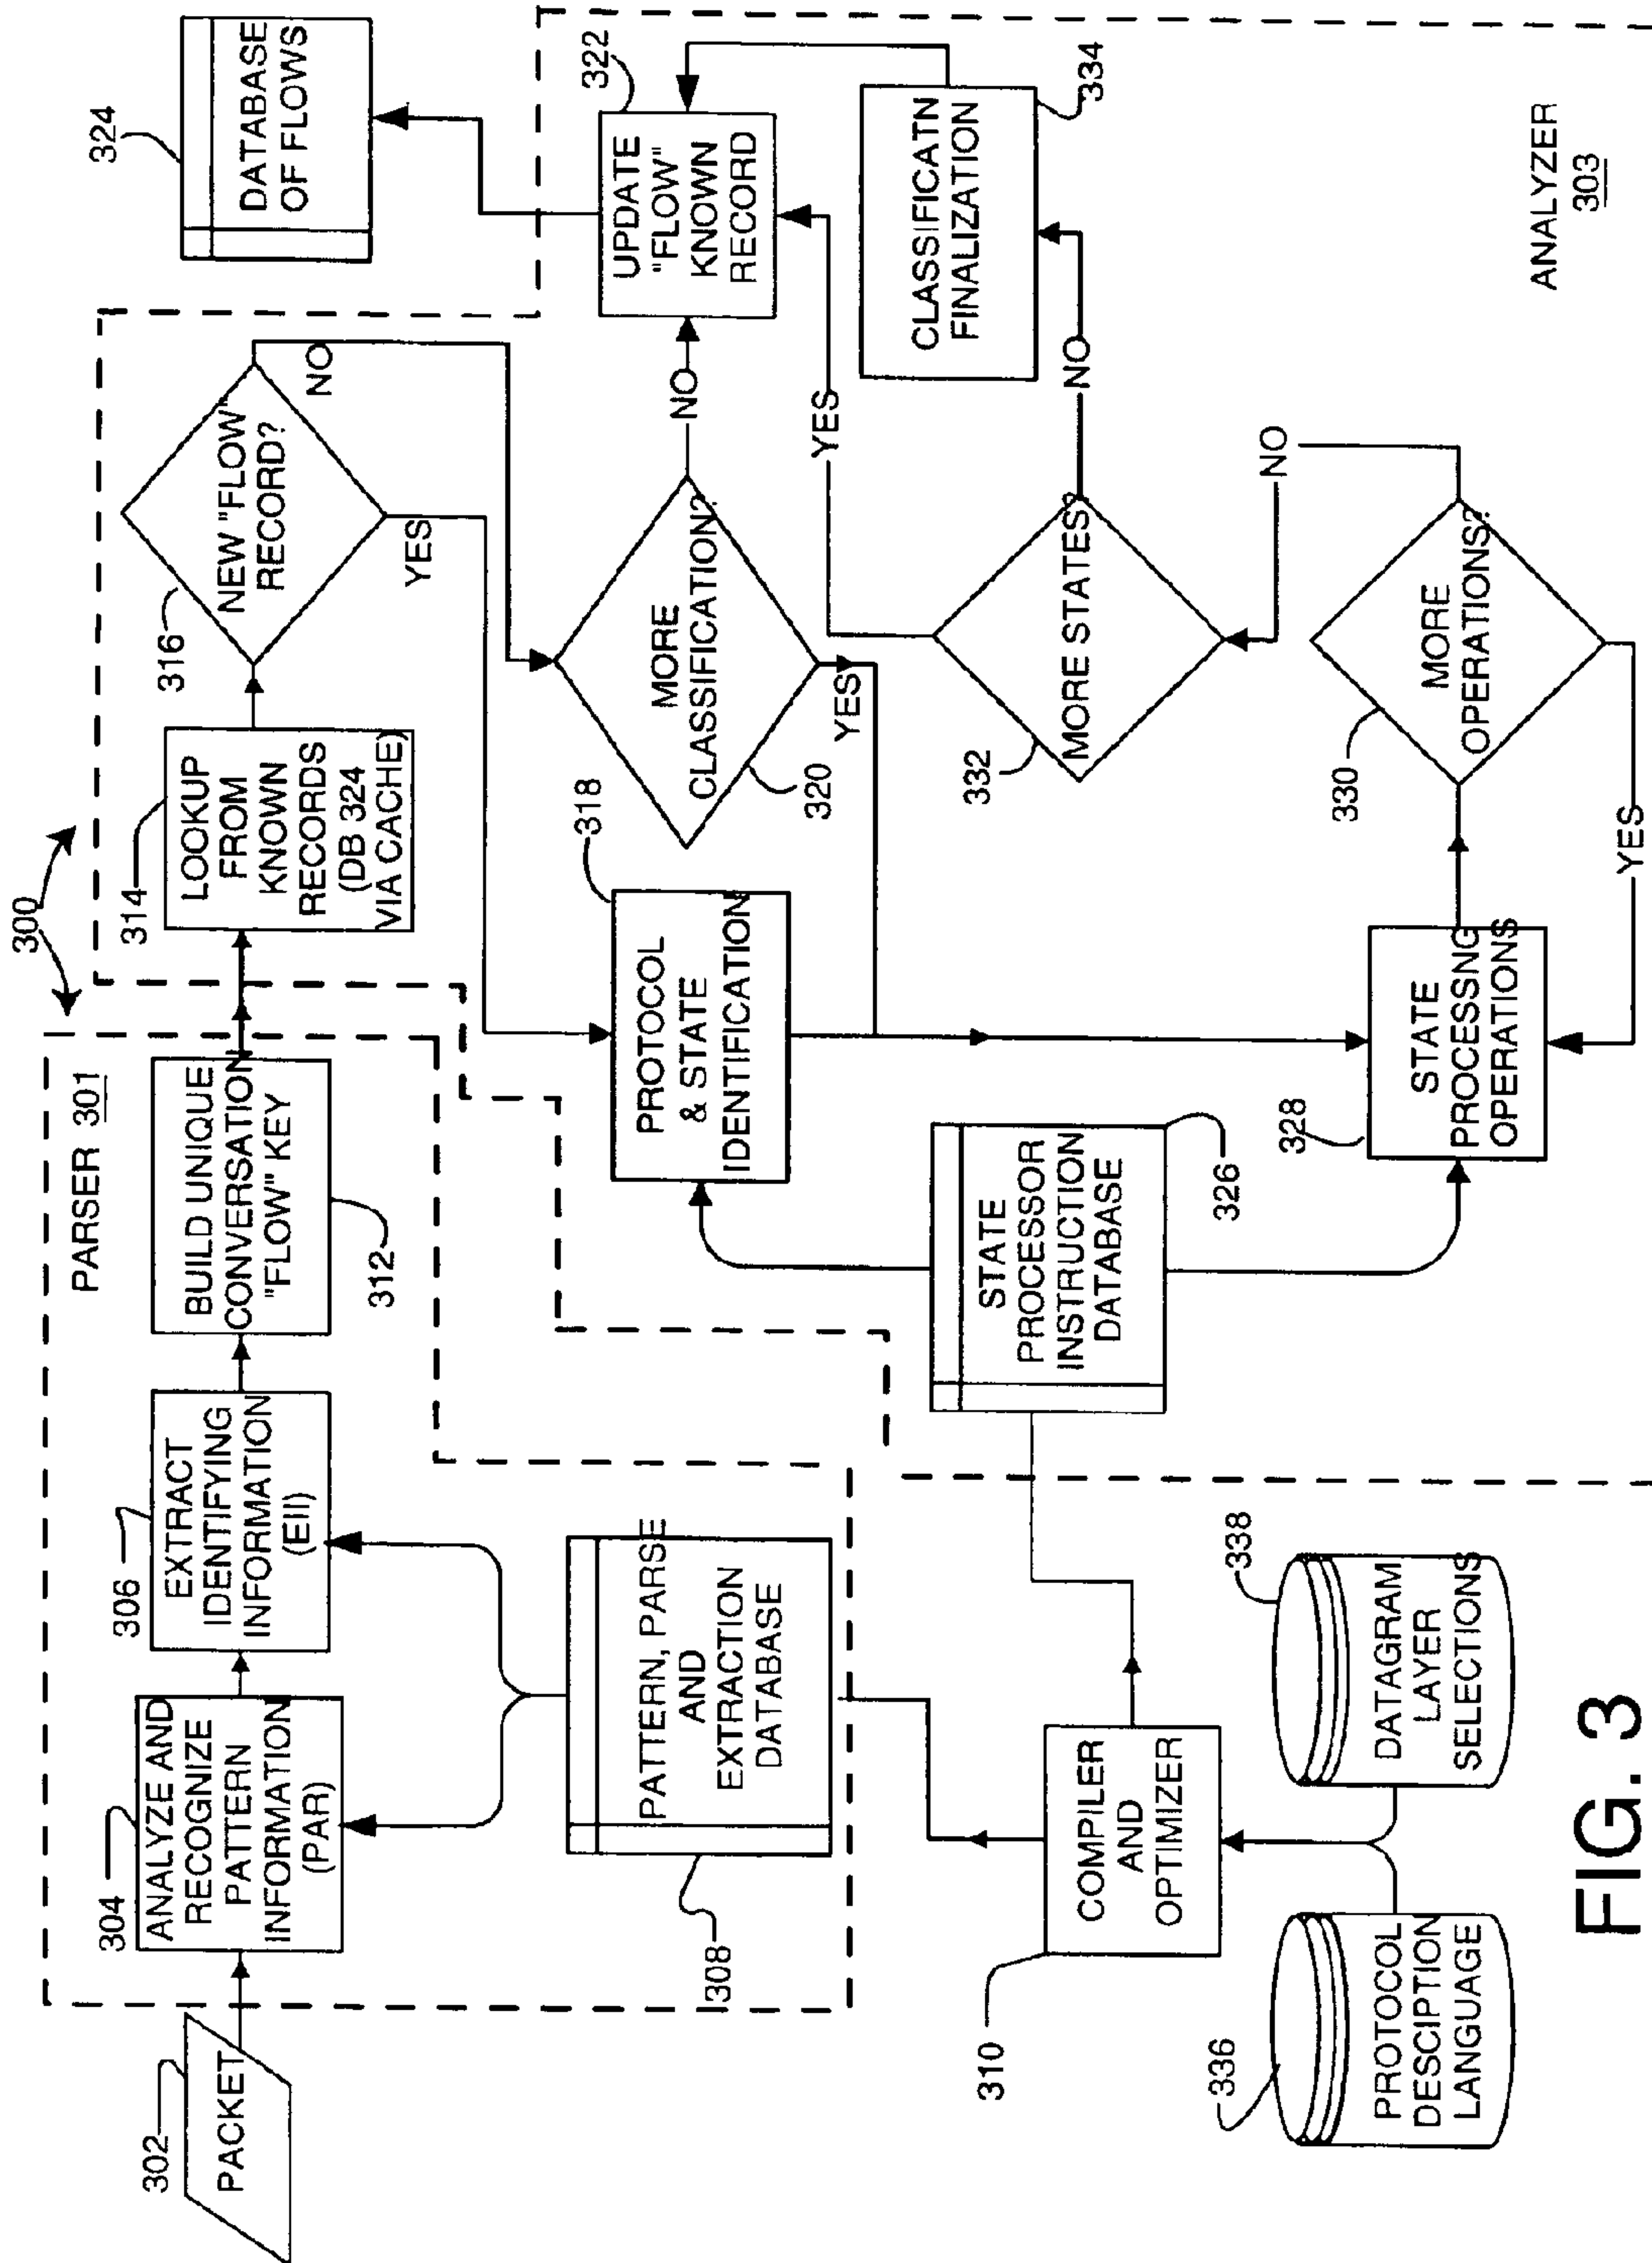 300
PARSER 301
302
PACKET
304
ANALYZE AND
RECOGNIZE
PATTERN
INFORMATION
(PAR)
306
EXTRACT
IDENTIFYING
INFORMATION
(EII)
BUILD UNIQUE
CONVERSATION
"FLOW" KEY
312
314
LOOKUP
FROM
KNOWN
RECORDS
(DB 324
VIA CACHE)
316
NEW "FLOW"
RECORD?
NO
YES
324
DATABASE
OF FLOWS
PATTERN, PARSE
AND
EXTRACTION
DATABASE
308
318
PROTOCOL
& STATE
IDENTIFICATION
MORE
CLASSIFICATION?
320
NO
YES
322
UPDATE
"FLOW"
KNOWN
RECORD
STATE
PROCESSOR
INSTRUCTION
DATABASE
326
MORE STATES?
332
YES
NO
CLASSIFICATN
FINALIZATION
334
COMPILER
AND
OPTIMIZER
310
328
STATE
PROCESSNG
OPERATIONS
MORE
OPERATIONS?
330
NO
YES
336
PROTOCOL
DESCIPTION
LANGUAGE
338
DATAGRAM
LAYER
SELECTIONS
ANALYZER
303
FIG. 3